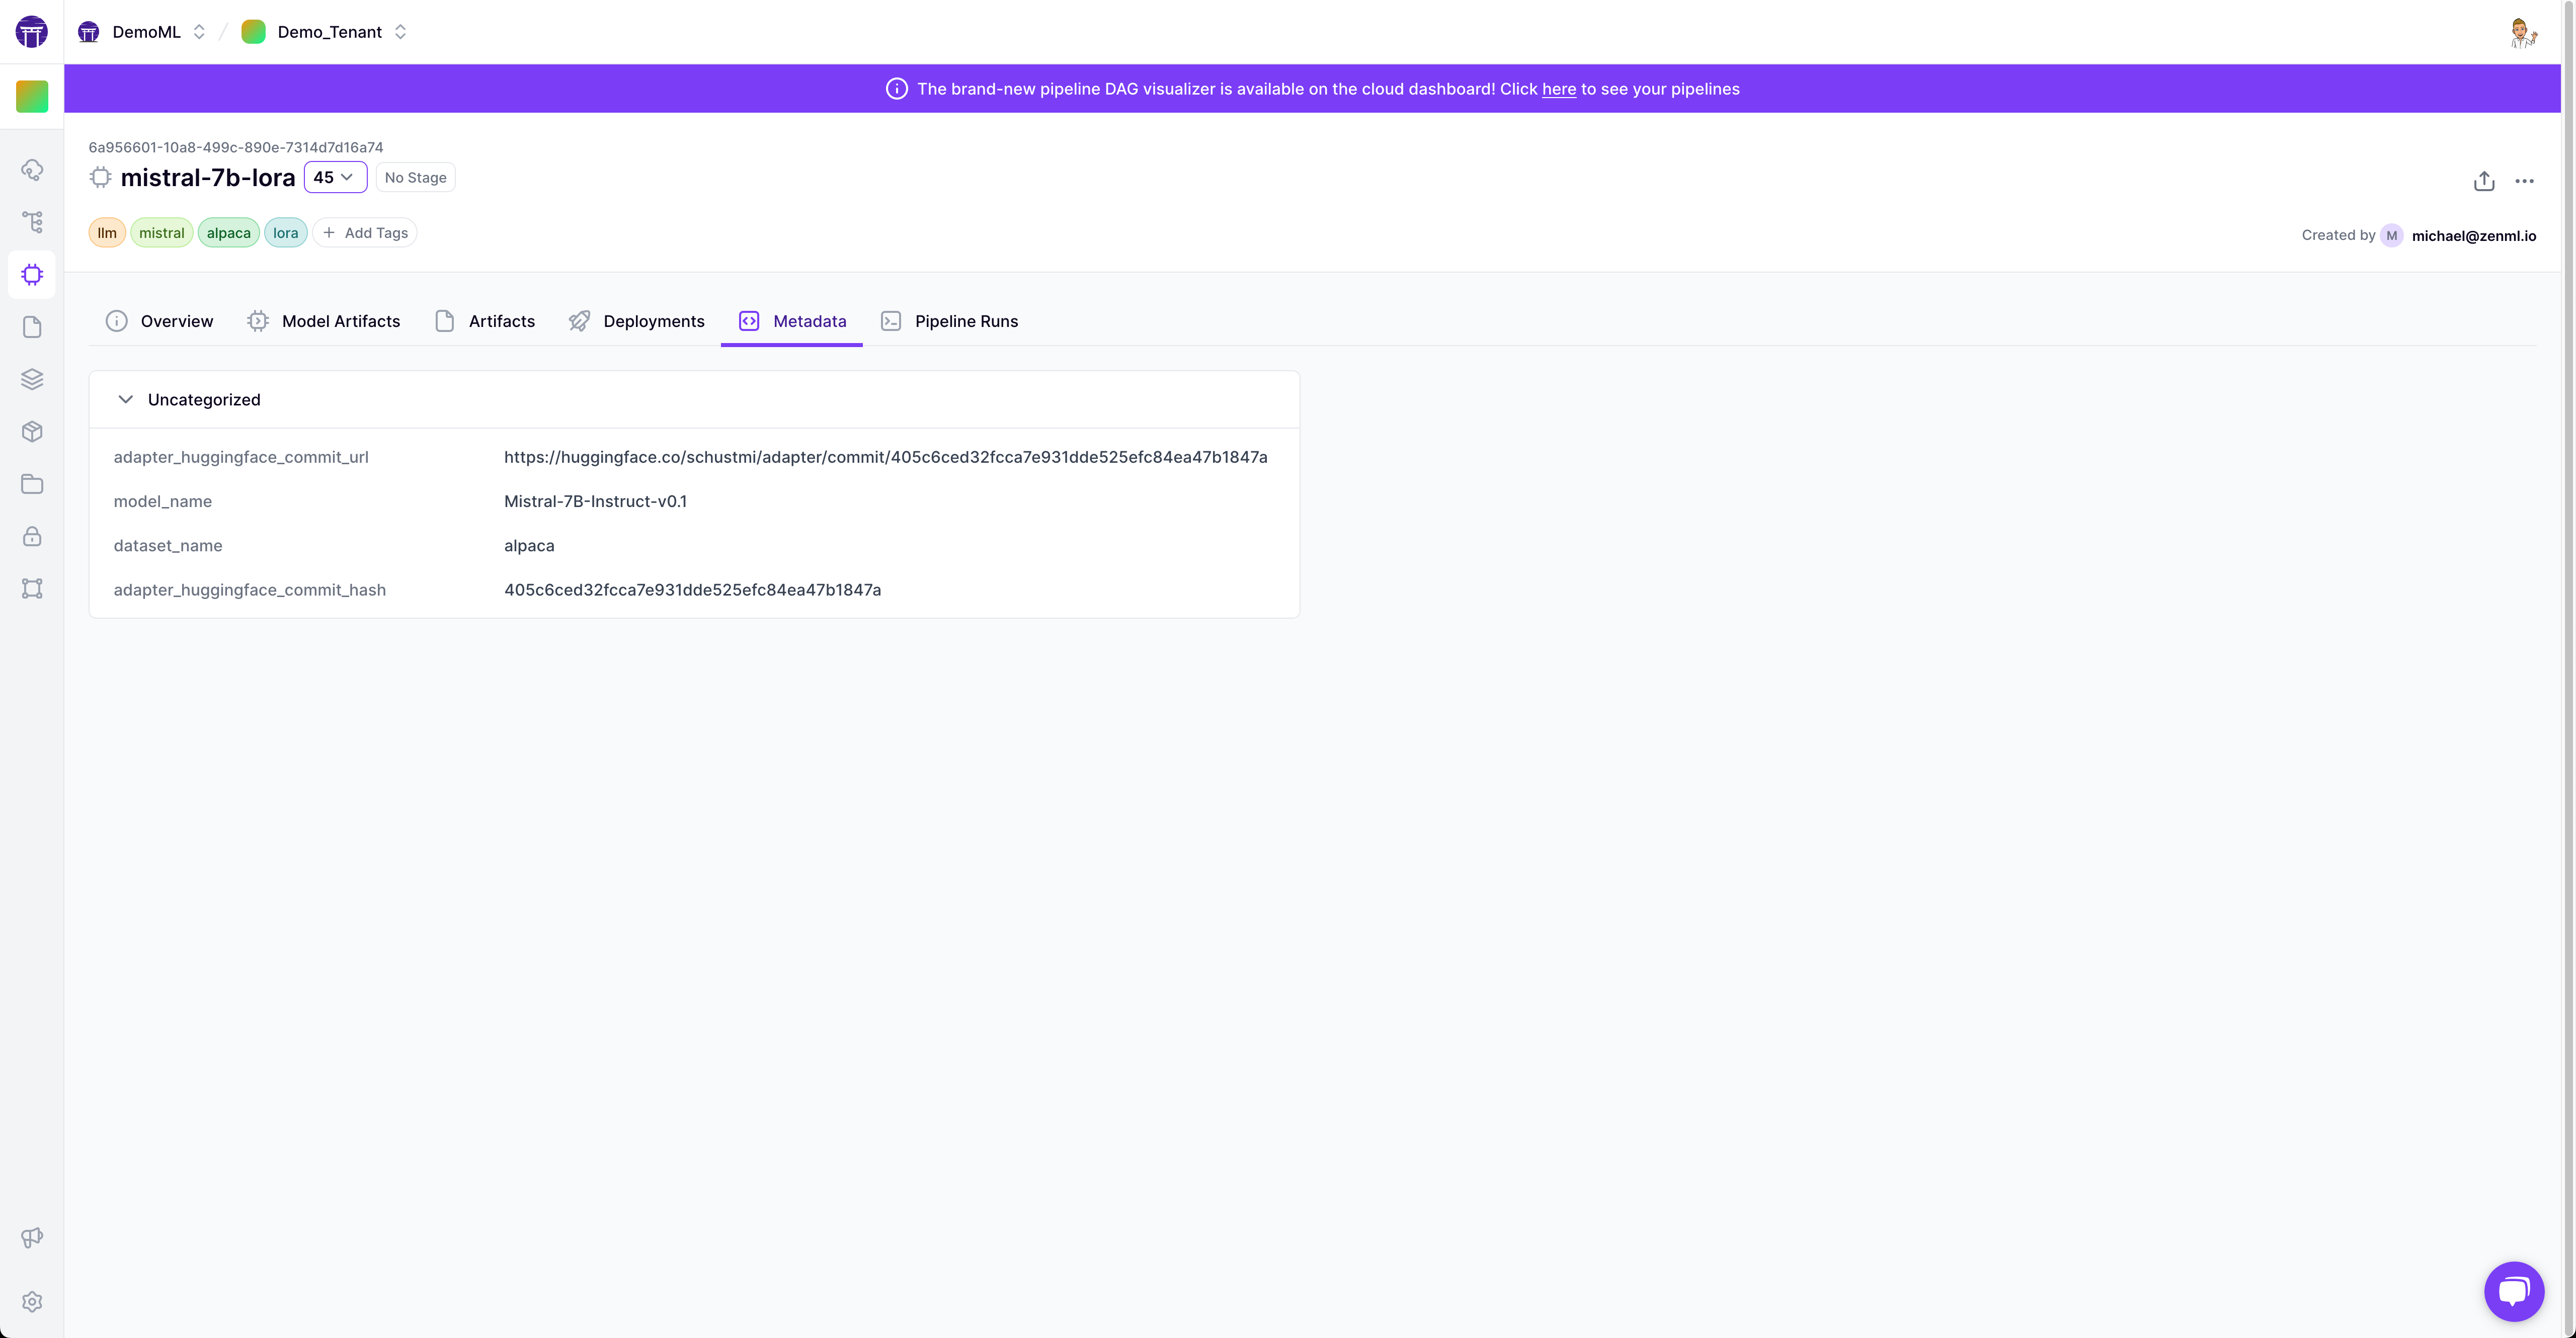 DemoML / Demo_Tenant
The brand-new pipeline DAG visualizer is available on the cloud dashboard! Click here to see your pipelines
6a956601-10a8-499c-890e-7314d7d16a74
mistral-7b-lora 45 No Stage
llm mistral alpaca lora + Add Tags
Created by M michael@zenml.io
Overview Model Artifacts Artifacts Deployments Metadata Pipeline Runs
Uncategorized
adapter_huggingface_commit_url https://huggingface.co/schustmi/adapter/commit/405c6ced32fcca7e931dde525efc84ea47b1847a
model_name Mistral-7B-Instruct-v0.1
dataset_name alpaca
adapter_huggingface_commit_hash 405c6ced32fcca7e931dde525efc84ea47b1847a